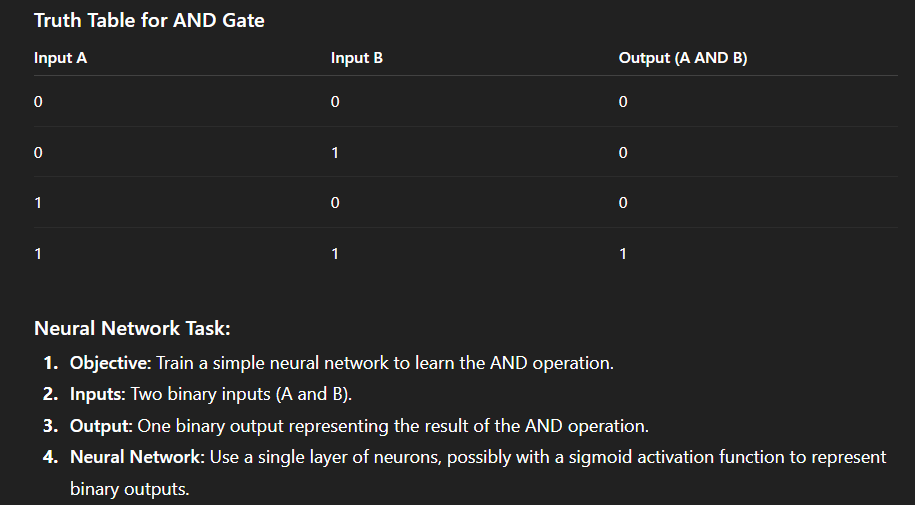 Truth Table for AND Gate
Input A Input B Output (A AND B)
0 0 0
0 1 0
1 0 0
1 1 1
Neural Network Task:
1. Objective: Train a simple neural network to learn the AND operation.
2. Inputs: Two binary inputs (A and B).
3. Output: One binary output representing the result of the AND operation.
4. Neural Network: Use a single layer of neurons, possibly with a sigmoid activation function to represent
binary outputs.